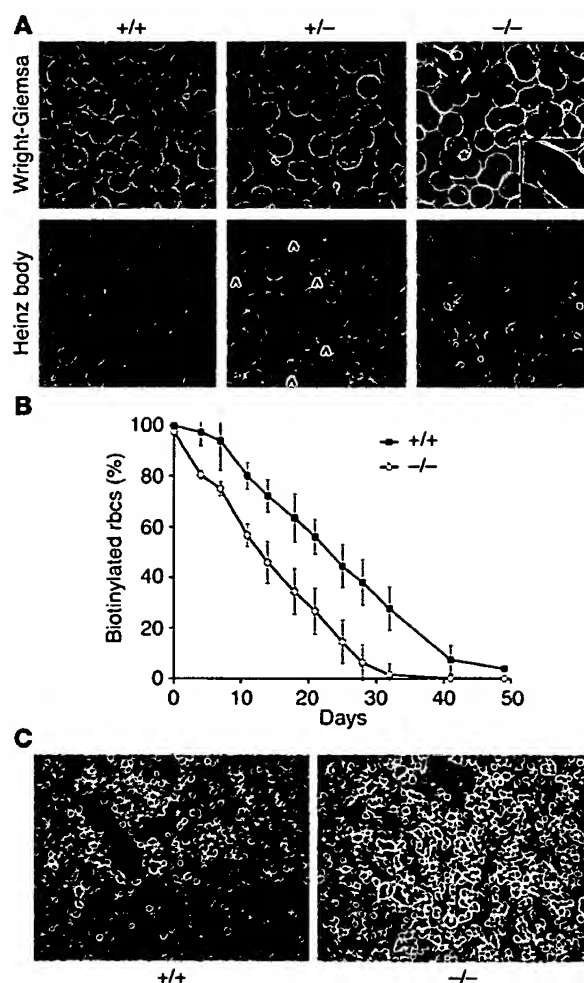 A
+/+ +/− −/−
Wright-Giemsa
Heinz body
B
100
80
60
40
20
0
Biotinylated rbcs (%)
+/+
−/−
0 10 20 30 40 50
Days
C
+/+ −/−